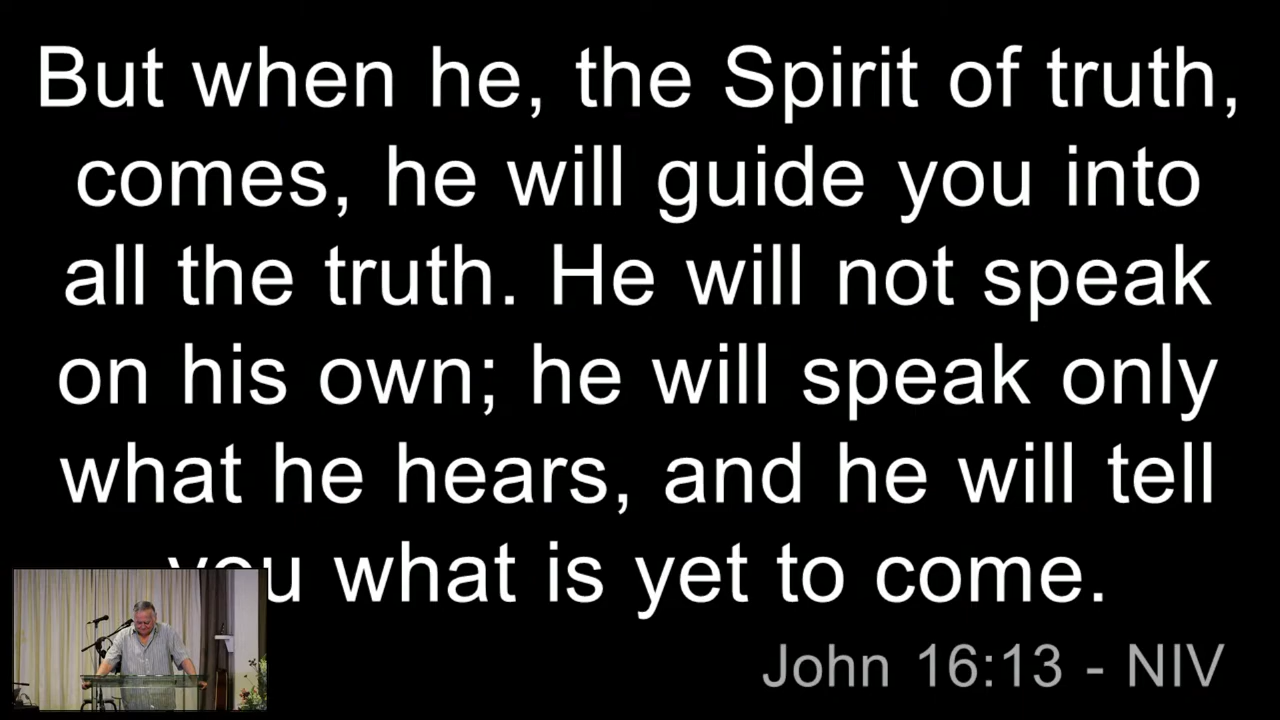 But when he, the Spirit of truth,
comes, he will guide you into
all the truth. He will not speak
on his own; he will speak only
what he hears, and he will tell
you what is yet to come.
John 16:13 - NIV